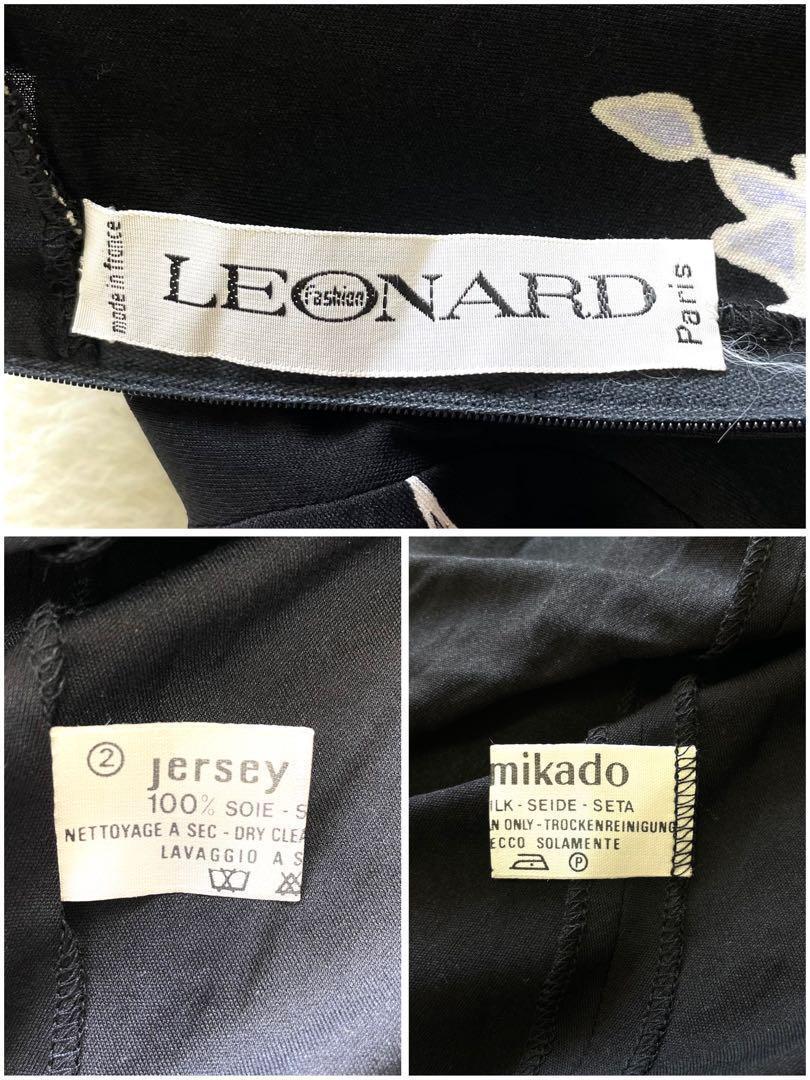 made in france
LEONARD
Fashion
Paris
2 jersey
100% SOIE - S
NETTOYAGE A SEC - DRY CLEA
LAVAGGIO A S
mikado
ILK - SEIDE - SETA
N ONLY - TROCKENREINIGUNG
ECCO SOLAMENTE
P